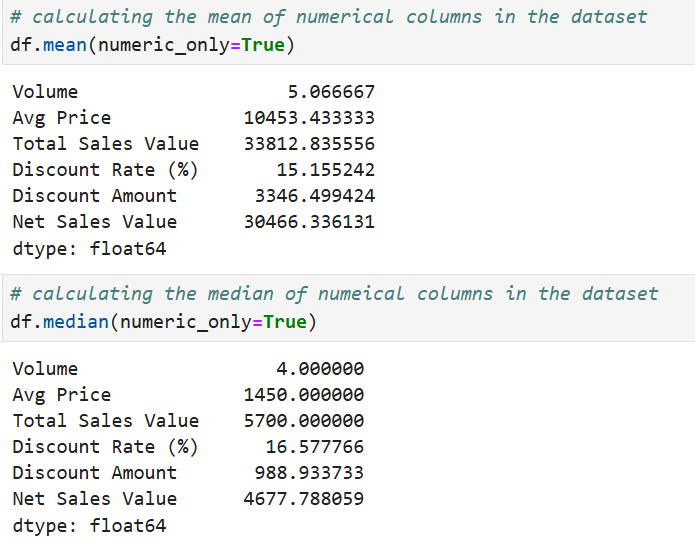 # calculating the mean of numerical columns in the dataset
df.mean(numeric_only=True)
Volume 5.066667
Avg Price 10453.433333
Total Sales Value 33812.835556
Discount Rate (%) 15.155242
Discount Amount 3346.499424
Net Sales Value 30466.336131
dtype: float64
# calculating the median of numeical columns in the dataset
df.median(numeric_only=True)
Volume 4.000000
Avg Price 1450.000000
Total Sales Value 5700.000000
Discount Rate (%) 16.577766
Discount Amount 988.933733
Net Sales Value 4677.788059
dtype: float64